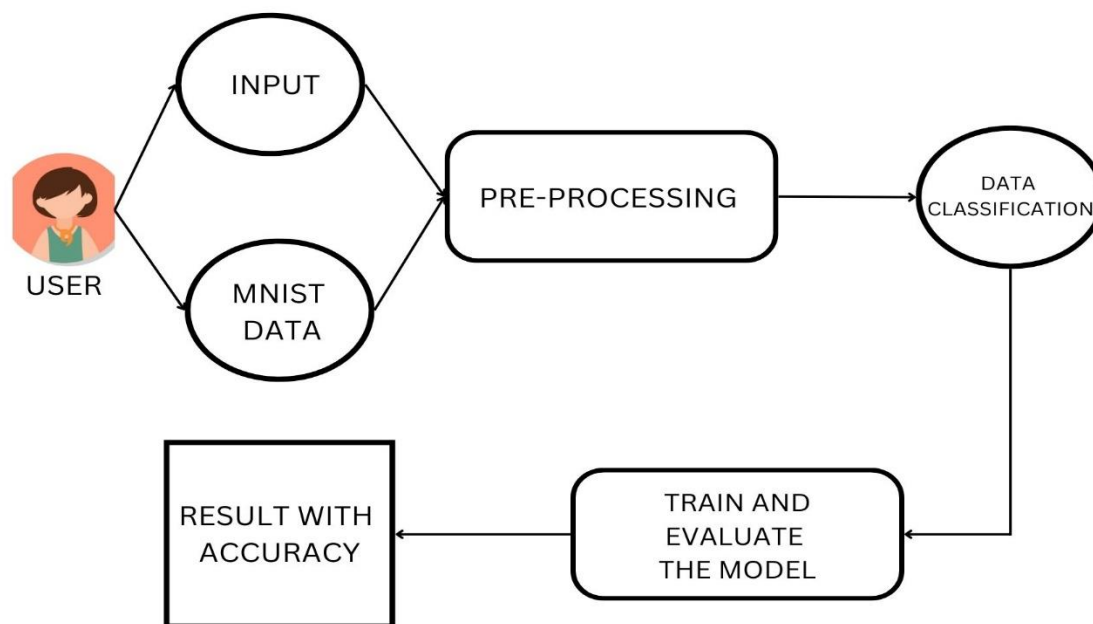 INPUT
USER
MNIST
DATA
PRE-PROCESSING
DATA
CLASSIFICATION
TRAIN AND
EVALUATE
THE MODEL
RESULT WITH
ACCURACY